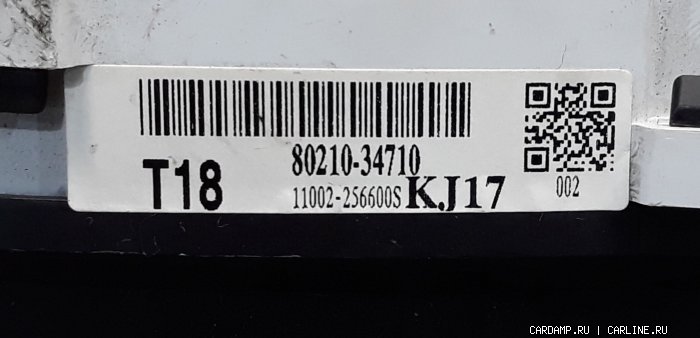 80210-34710
T18
11002-256600S KJ17
002
CARDAMP.RU | CARLINE.RU